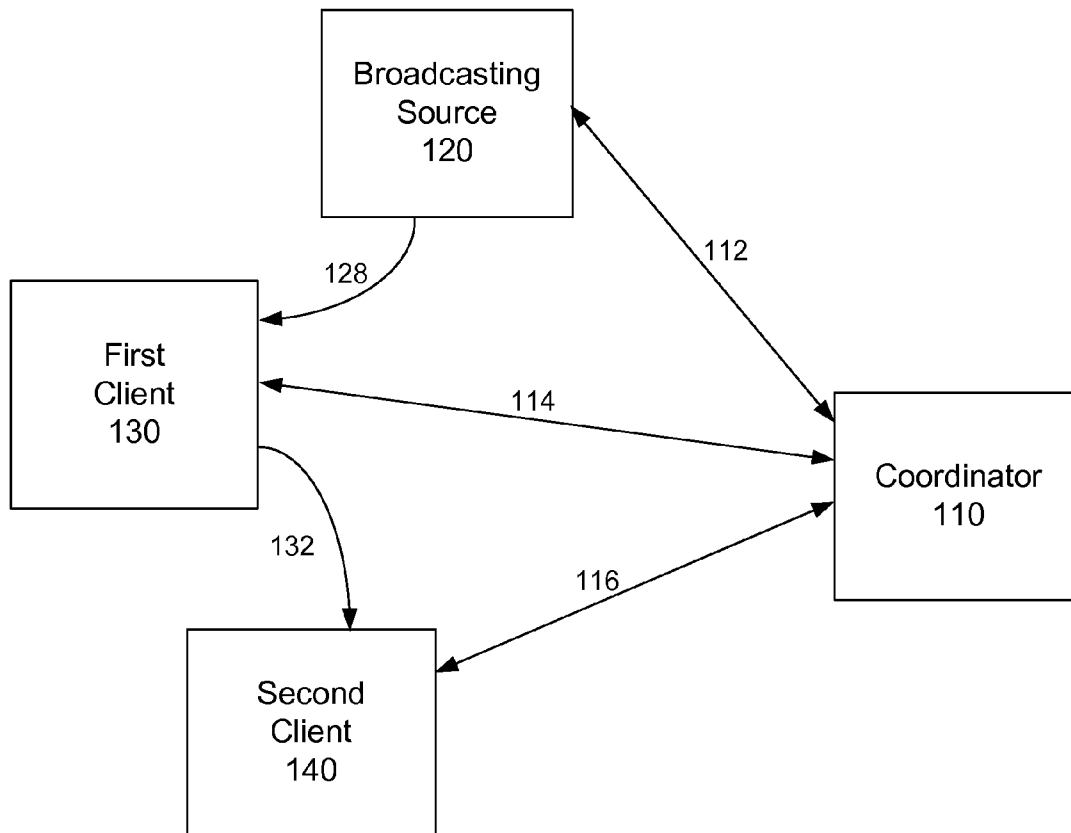 Broadcasting
Source
120
112
128
First
Client
130
114
Coordinator
110
132
116
Second
Client
140